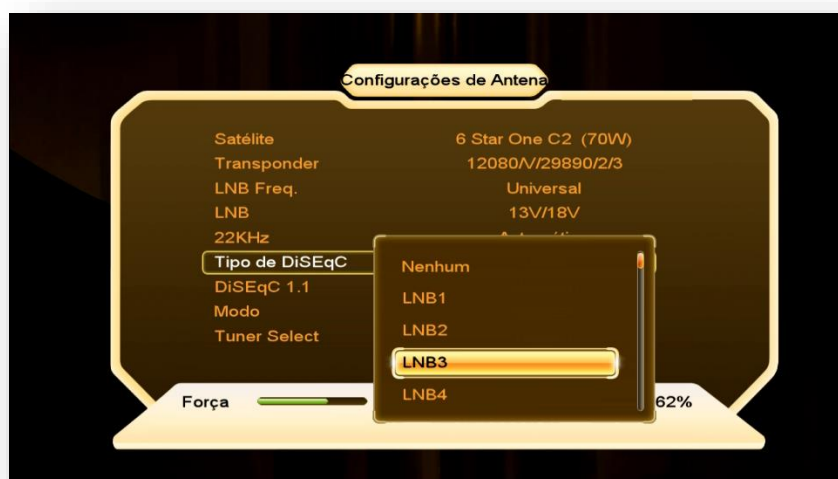 Configurações de Antena
Satélite 6 Star One C2 (70W)
Transponder 12080/V/29890/2/3
LNB Freq. Universal
LNB 13V/18V
22KHz
Tipo de DiSEqC
Nenhum
DiSEqC 1.1
LNB1
Modo
LNB2
Tuner Select
LNB3
LNB4
Força 62%